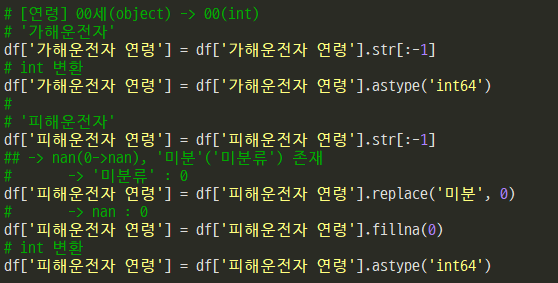 # [연령] 00세(object) -> 00(int)
# '가해운전자'
df['가해운전자 연령'] = df['가해운전자 연령'].str[:-1]
# int 변환
df['가해운전자 연령'] = df['가해운전자 연령'].astype('int64')
#
# '피해운전자'
df['피해운전자 연령'] = df['피해운전자 연령'].str[:-1]
## -> nan(0->nan), '미분'('미분류') 존재
#       -> '미분류' : 0
df['피해운전자 연령'] = df['피해운전자 연령'].replace('미분', 0)
#       -> nan : 0
df['피해운전자 연령'] = df['피해운전자 연령'].fillna(0)
# int 변환
df['피해운전자 연령'] = df['피해운전자 연령'].astype('int64')